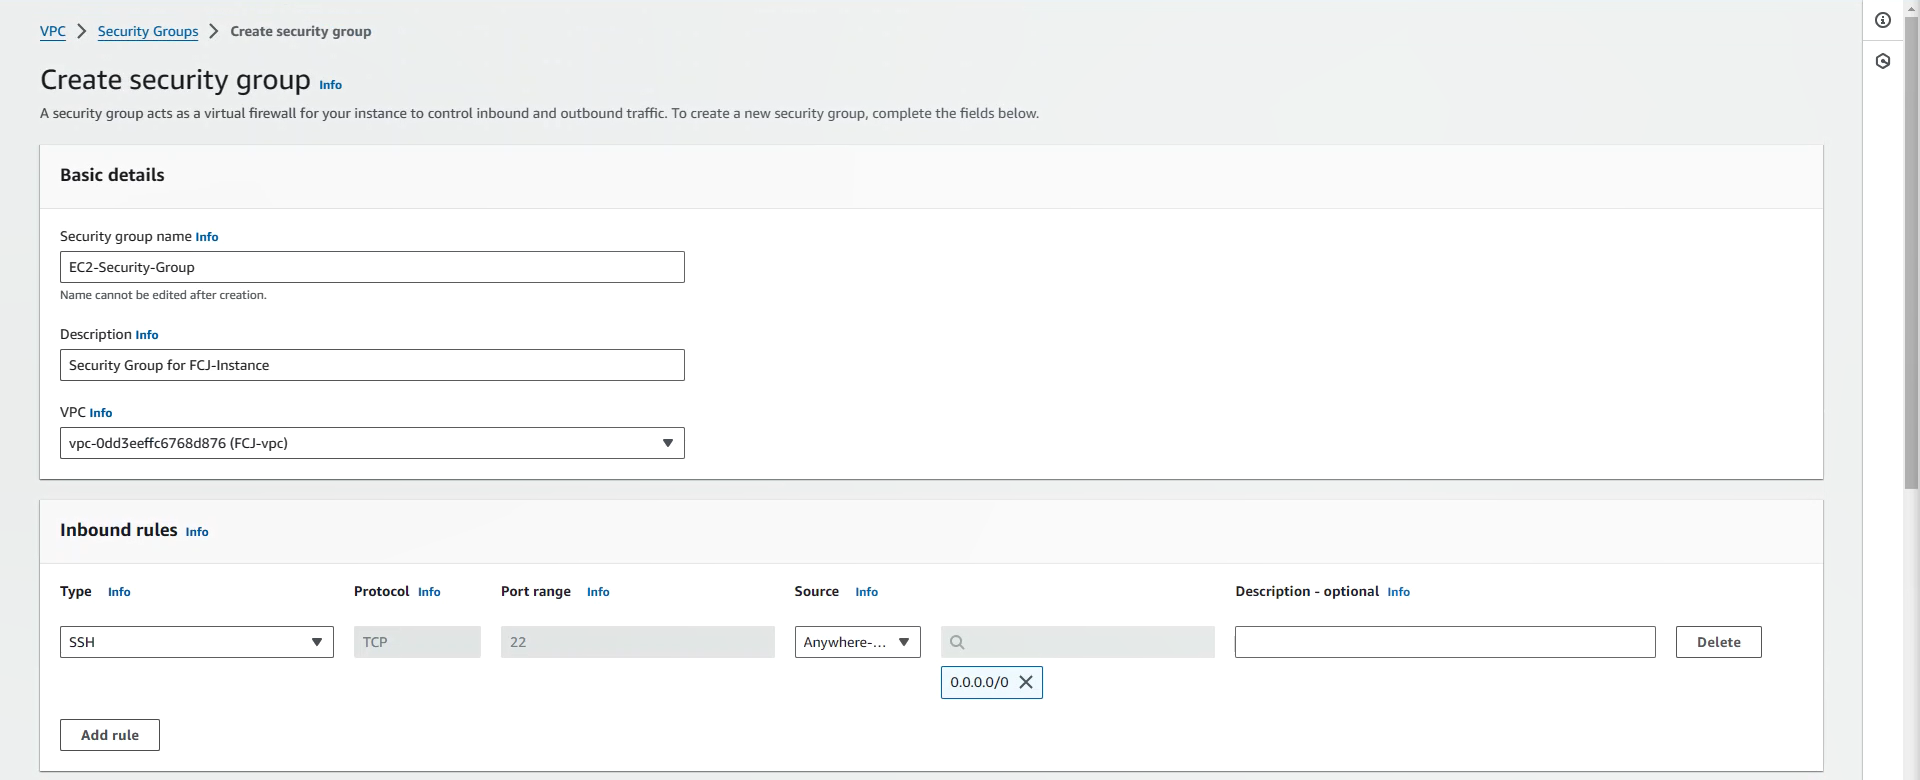 VPC > Security Groups > Create security group
Create security group Info
A security group acts as a virtual firewall for your instance to control inbound and outbound traffic. To create a new security group, complete the fields below.
Basic details
Security group name Info
EC2-Security-Group
Name cannot be edited after creation.
Description Info
Security Group for FCJ-Instance
VPC Info
vpc-0dd3eeffc6768d876 (FCJ-vpc)
Inbound rules Info
Type Info Protocol Info Port range Info Source Info Description - optional Info
SSH TCP 22 Anywhere-... Delete
0.0.0.0/0
Add rule